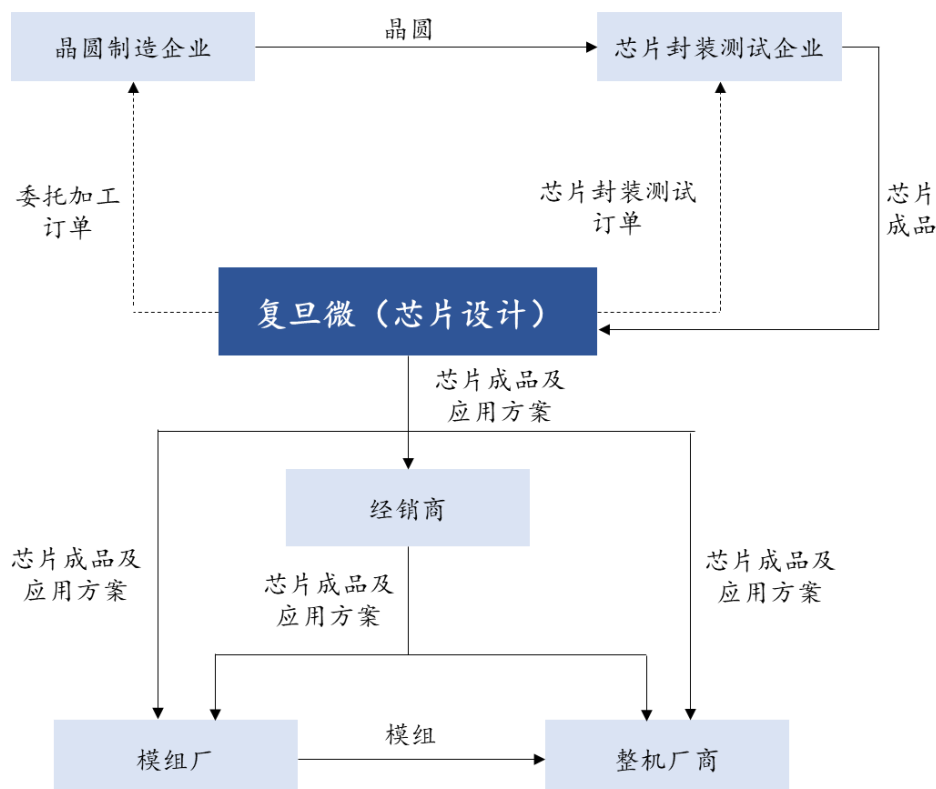 晶圆制造企业
晶圆
芯片封装测试企业
委托加工
订单
芯片封装测试
订单
芯片
成品
复旦微（芯片设计）
芯片成品及
应用方案
经销商
芯片成品及
应用方案
芯片成品及
应用方案
芯片成品及
应用方案
模组厂
模组
整机厂商